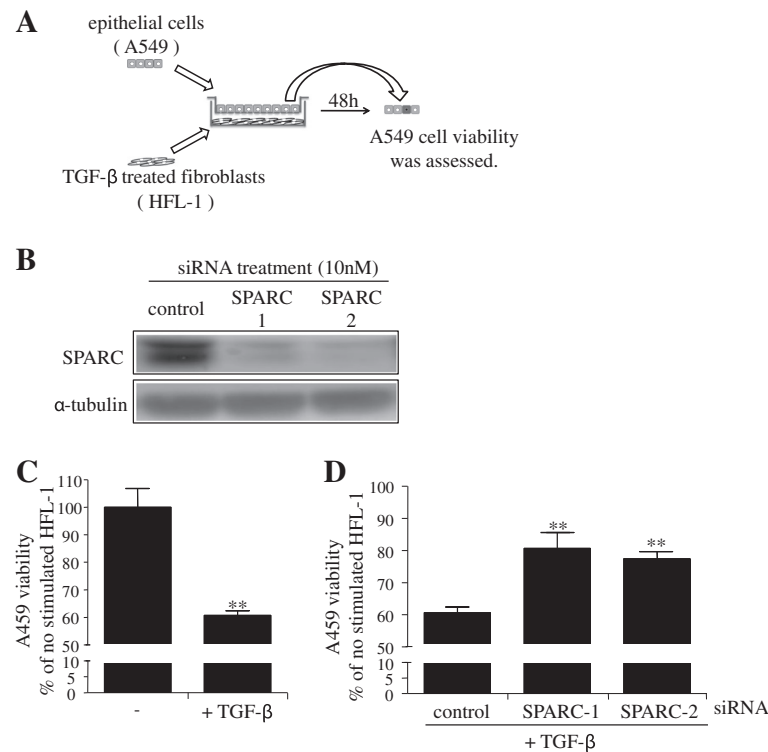 A
epithelial cells
( A549 )
48h
A549 cell viability
was assessed.
TGF-β treated fibroblasts
( HFL-1 )
B
siRNA treatment (10nM)
control
SPARC
1
SPARC
2
SPARC
α-tubulin
C
A459 viability
% of no stimulated HFL-1
110
100
90
80
70
60
50
10
5
0
**
-
+ TGF-β
D
A459 viability
% of no stimulated HFL-1
100
90
80
70
60
50
10
5
0
**
**
control
SPARC-1
SPARC-2
siRNA
+ TGF-β